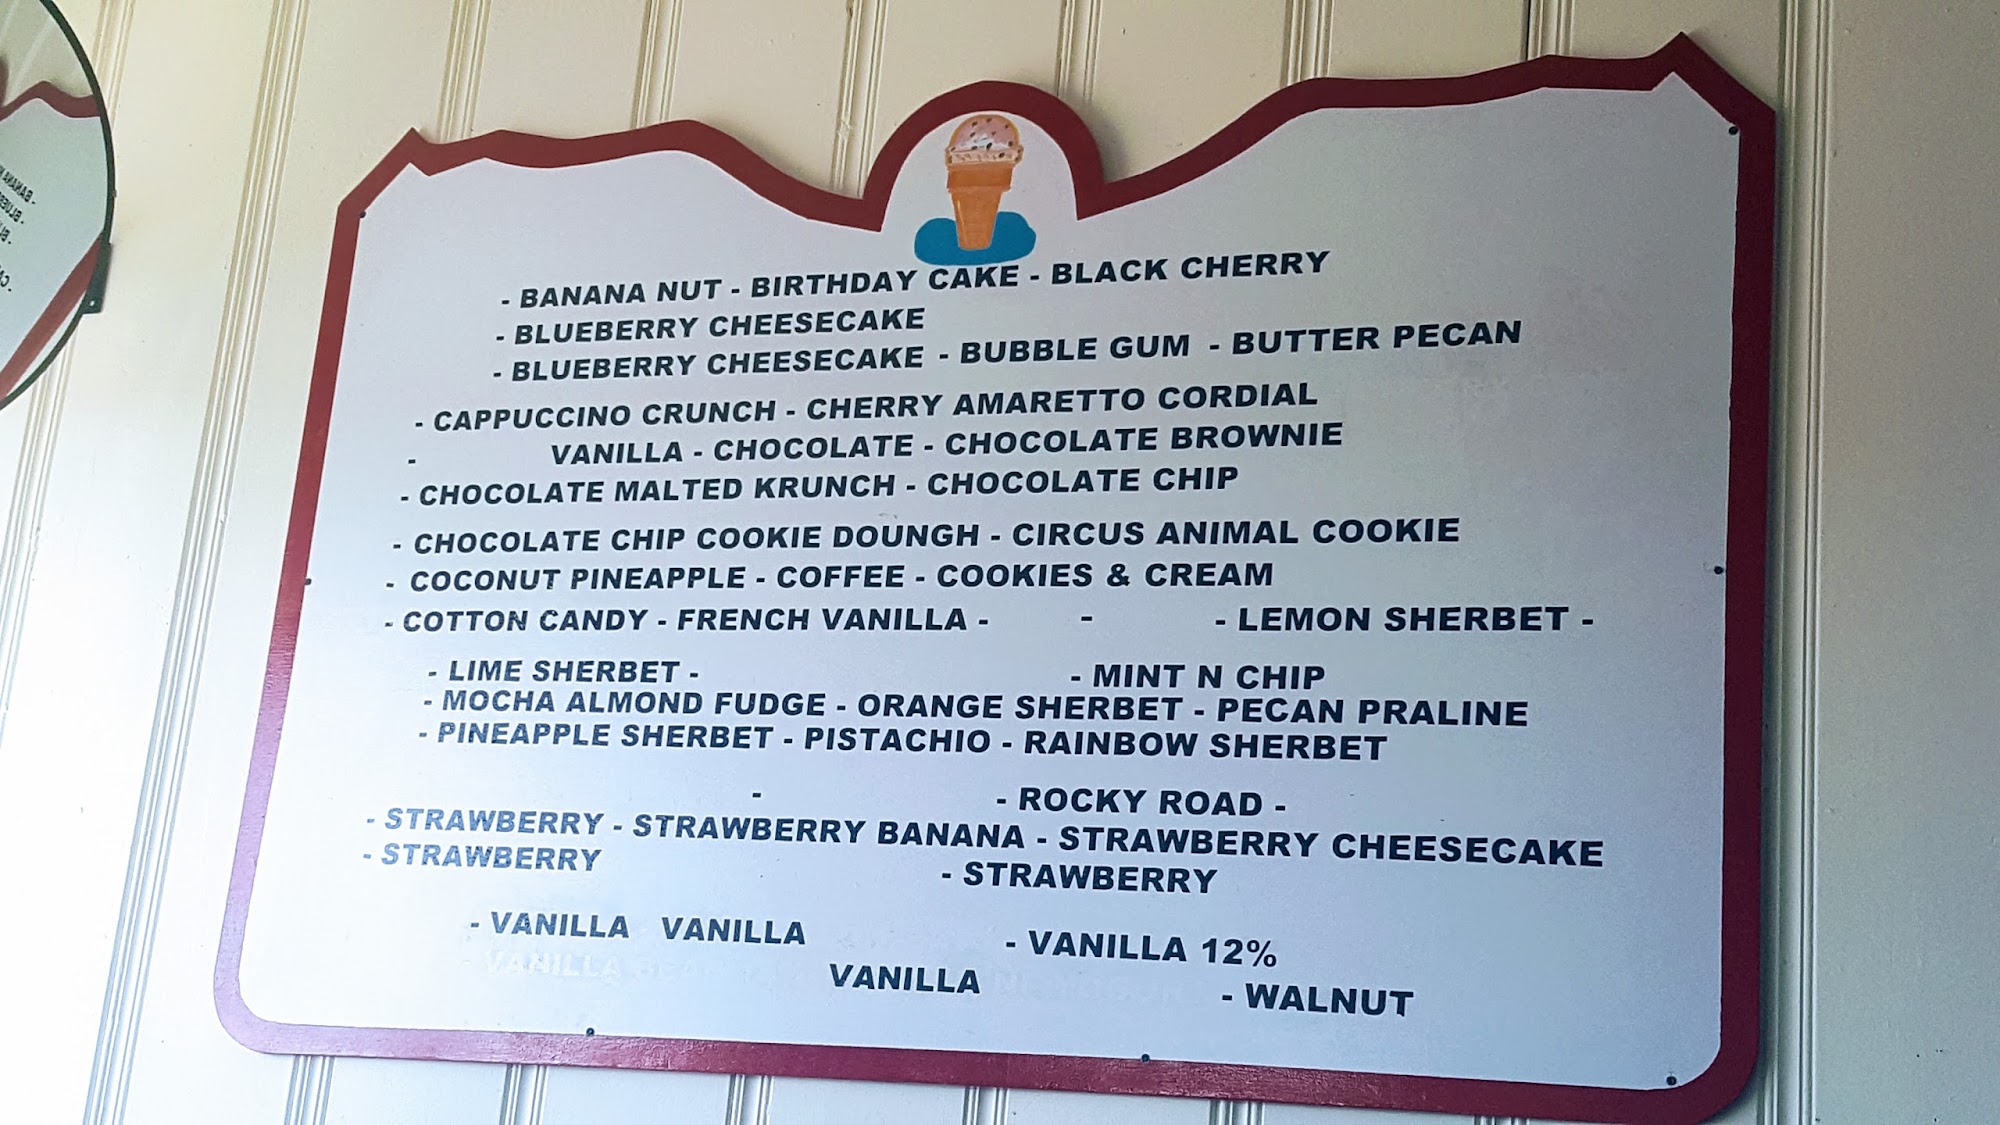 - BANANA NUT - BIRTHDAY CAKE - BLACK CHERRY
- BLUEBERRY CHEESECAKE
- BLUEBERRY CHEESECAKE - BUBBLE GUM - BUTTER PECAN
- CAPPUCCINO CRUNCH - CHERRY AMARETTO CORDIAL
- VANILLA - CHOCOLATE - CHOCOLATE BROWNIE
- CHOCOLATE MALTED KRUNCH - CHOCOLATE CHIP
- CHOCOLATE CHIP COOKIE DOUNGH - CIRCUS ANIMAL COOKIE
- COCONUT PINEAPPLE - COFFEE - COOKIES & CREAM
- COTTON CANDY - FRENCH VANILLA - - - LEMON SHERBET -
- LIME SHERBET - - MINT N CHIP
- MOCHA ALMOND FUDGE - ORANGE SHERBET - PECAN PRALINE
- PINEAPPLE SHERBET - PISTACHIO - RAINBOW SHERBET
- - ROCKY ROAD -
- STRAWBERRY - STRAWBERRY BANANA - STRAWBERRY CHEESECAKE
- STRAWBERRY - STRAWBERRY
- VANILLA VANILLA - VANILLA 12%
- VANILLA VANILLA - WALNUT